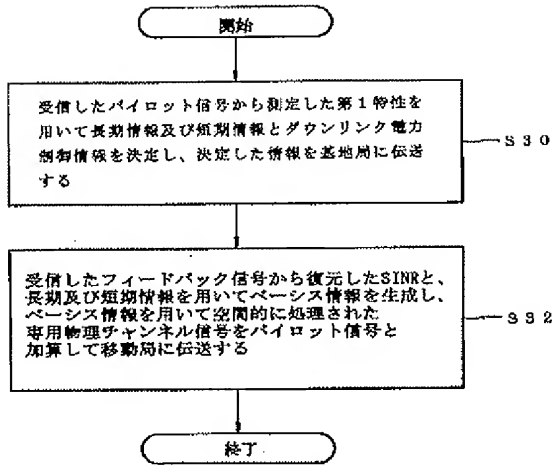 開始
受信したパイロット信号から測定した第1特性を
用いて長期情報及び短期情報とダウンリンク電力
制御情報を決定し、決定した情報を基地局に伝送
する
S30
受信したフィードバック信号から復元したSINRと、
長期及び短期情報を用いてベーシス情報を生成し、
ベーシス情報を用いて空間的に処理された
専用物理チャンネル信号をパイロット信号と
加算して移動局に伝送する
S32
終了